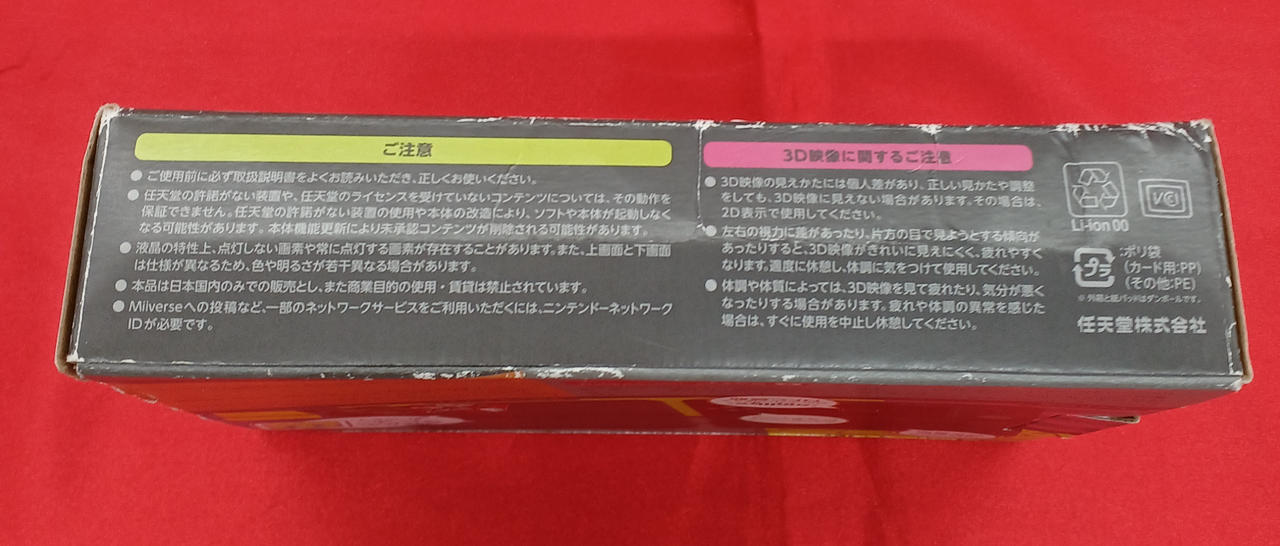 ご注意
● ご使用前に必ず取扱説明書をよくお読みいただき、正しくお使いください。
● 任天堂の許諾がない装置や、任天堂のライセンスを受けていないコンテンツについては、その動作を
保証できません。任天堂の許諾がない装置の使用や本体の改造により、ソフトや本体が起動しなく
なる可能性があります。本体機能更新により未承認コンテンツが削除される可能性があります。
● 液晶の特性上、点灯しない画素や常に点灯する画素が存在することがあります。また、上画面と下画面
は仕様が異なるため、色や明るさが若干異なる場合があります。
● 本品は日本国内のみでの販売とし、また商業目的の使用・賃貸は禁止されています。
● Miiverseへの投稿など、一部のネットワークサービスをご利用いただくには、ニンテンドーネットワーク
IDが必要です。
3D映像に関するご注意
● 3D映像の見えかたには個人差があり、正しい見かたや調整
をしても、3D映像に見えない場合があります。その場合は、
2D表示で使用してください。
● 左右の視力に差があったり、片方の目で見ようとする傾向が
あったりすると、3D映像がきれいに見えにくく、疲れやすく
なります。適度に休憩し、体調に気をつけて使用してください。
● 体調や体質によっては、3D映像を見て疲れたり、気分が悪く
なったりする場合があります。疲れや体調の異常を感じた
場合は、すぐに使用を中止し休憩してください。
Li-ion 00
VCI
プラ
:ポリ袋
(カード用:PP)
(その他:PE)
※ 外箱と紙パッドはダンボールです。
任天堂株式会社